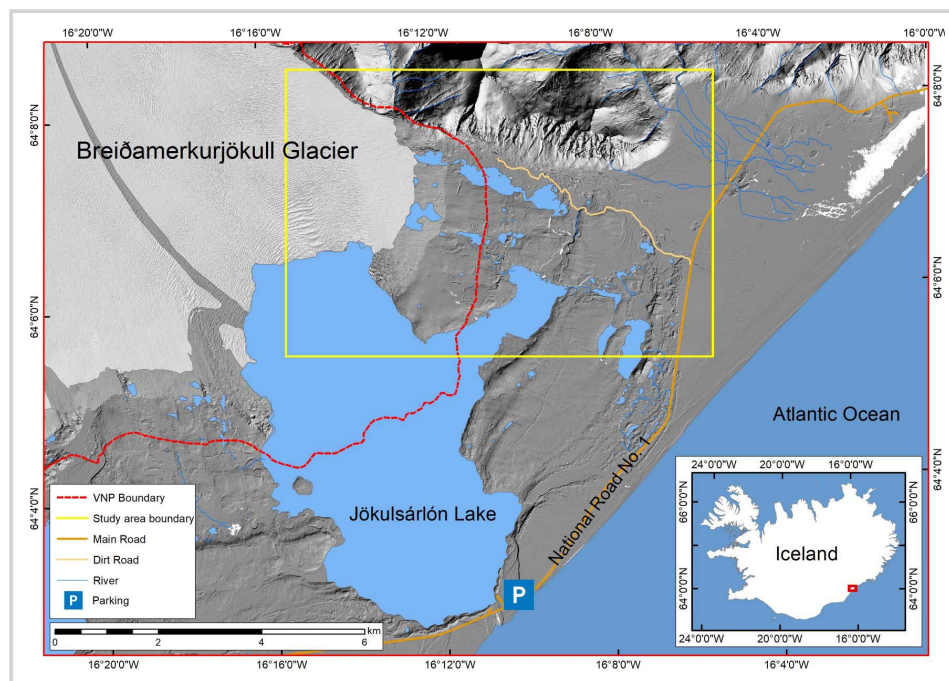 16°20'0"W 16°16'0"W 16°12'0"W 16°8'0"W 16°4'0"W 16°0'0"W
64°8'0"N
64°8'0"N
Breiðamerkurjökull Glacier
64°6'0"N
64°6'0"N
Atlantic Ocean
National Road No. 1
64°4'0"N
64°4'0"N
Jökulsárlón Lake
VNP Boundary
Study area boundary
Main Road
Dirt Road
River
P Parking
P
km
0 2 4 6
24°0'0"W 20°0'0"W 16°0'0"W
66°0'0"N
66°0'0"N
Iceland
64°0'0"N
64°0'0"N
24°0'0"W 20°0'0"W 16°0'0"W
16°20'0"W 16°16'0"W 16°12'0"W 16°8'0"W 16°4'0"W